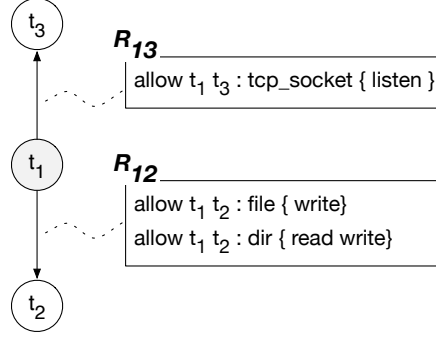 t3
R13
allow t1 t3 : tcp_socket { listen }
t1
R12
allow t1 t2 : file { write}
allow t1 t2 : dir { read write}
t2